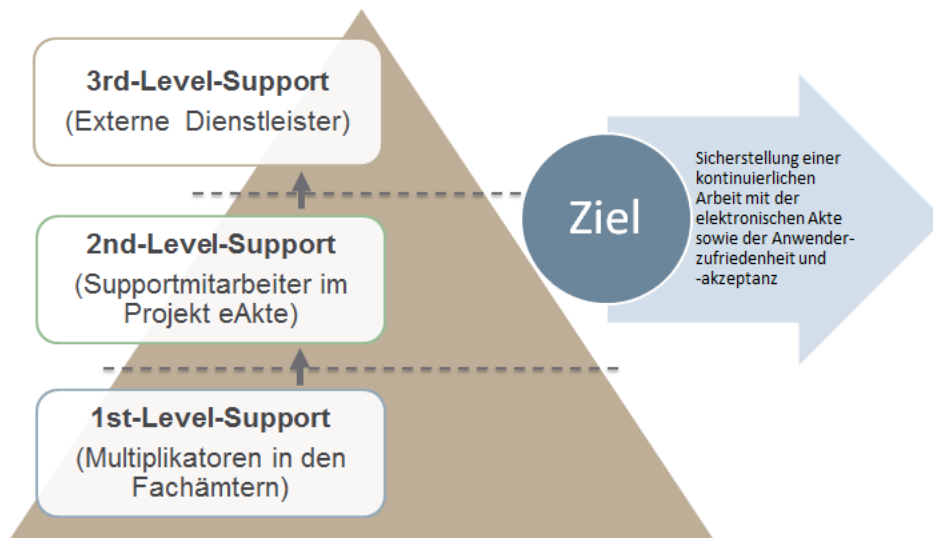 3rd-Level-Support
(Externe Dienstleister)
2nd-Level-Support
(Supportmitarbeiter im
Projekt eAkte)
1st-Level-Support
(Multiplikatoren in den
Fachämtern)
Ziel
Sicherstellung einer
kontinuierlichen
Arbeit mit der
elektronischen Akte
sowie der Anwender-
zufriedenheit und
-akzeptanz